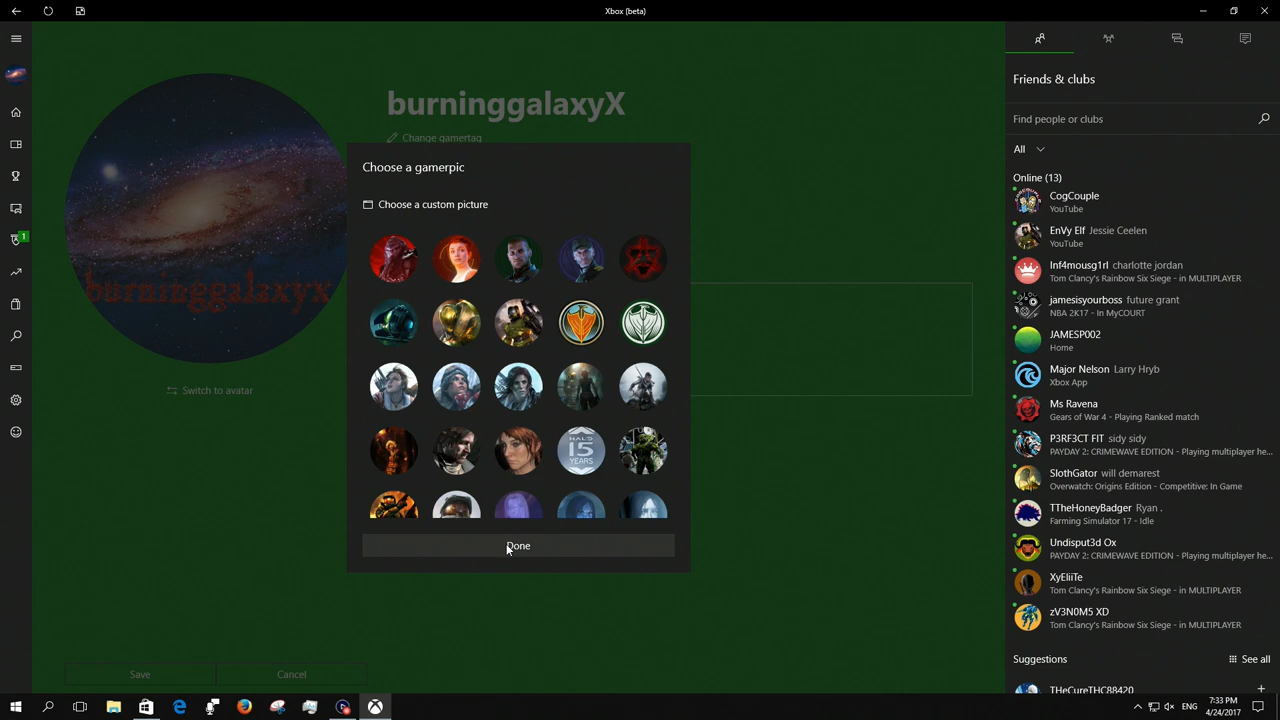 Xbox (beta)
burninggalaxyX
Change gamertag
burninggalaxyx
Switch to avatar
Choose a gamerpic
Choose a custom picture
HALO
15
YEARS
Done
Save
Cancel
1
Friends & clubs
Find people or clubs
All
Online (13)
CogCouple
YouTube
EnVy Elf Jessie Ceelen
YouTube
Inf4mousg1rl charlotte jordan
Tom Clancy's Rainbow Six Siege - in MULTIPLAYER
jamesisyourboss future grant
NBA 2K17 - In MyCOURT
JAMESP002
Home
Major Nelson Larry Hryb
Xbox App
Ms Ravena
Gears of War 4 - Playing Ranked match
P3RF3CT FIT sidy sidy
PAYDAY 2: CRIMEWAVE EDITION - Playing multiplayer he...
SlothGator will demarest
Overwatch: Origins Edition - Competitive: In Game
TTheHoneyBadger Ryan .
Farming Simulator 17 - Idle
Undisput3d Ox
PAYDAY 2: CRIMEWAVE EDITION - Playing multiplayer he...
XyEliiTe
Tom Clancy's Rainbow Six Siege - in MULTIPLAYER
zV3N0M5 XD
Tom Clancy's Rainbow Six Siege - in MULTIPLAYER
Suggestions
See all
THeCureTHC88420
ENG
7:33 PM
4/24/2017